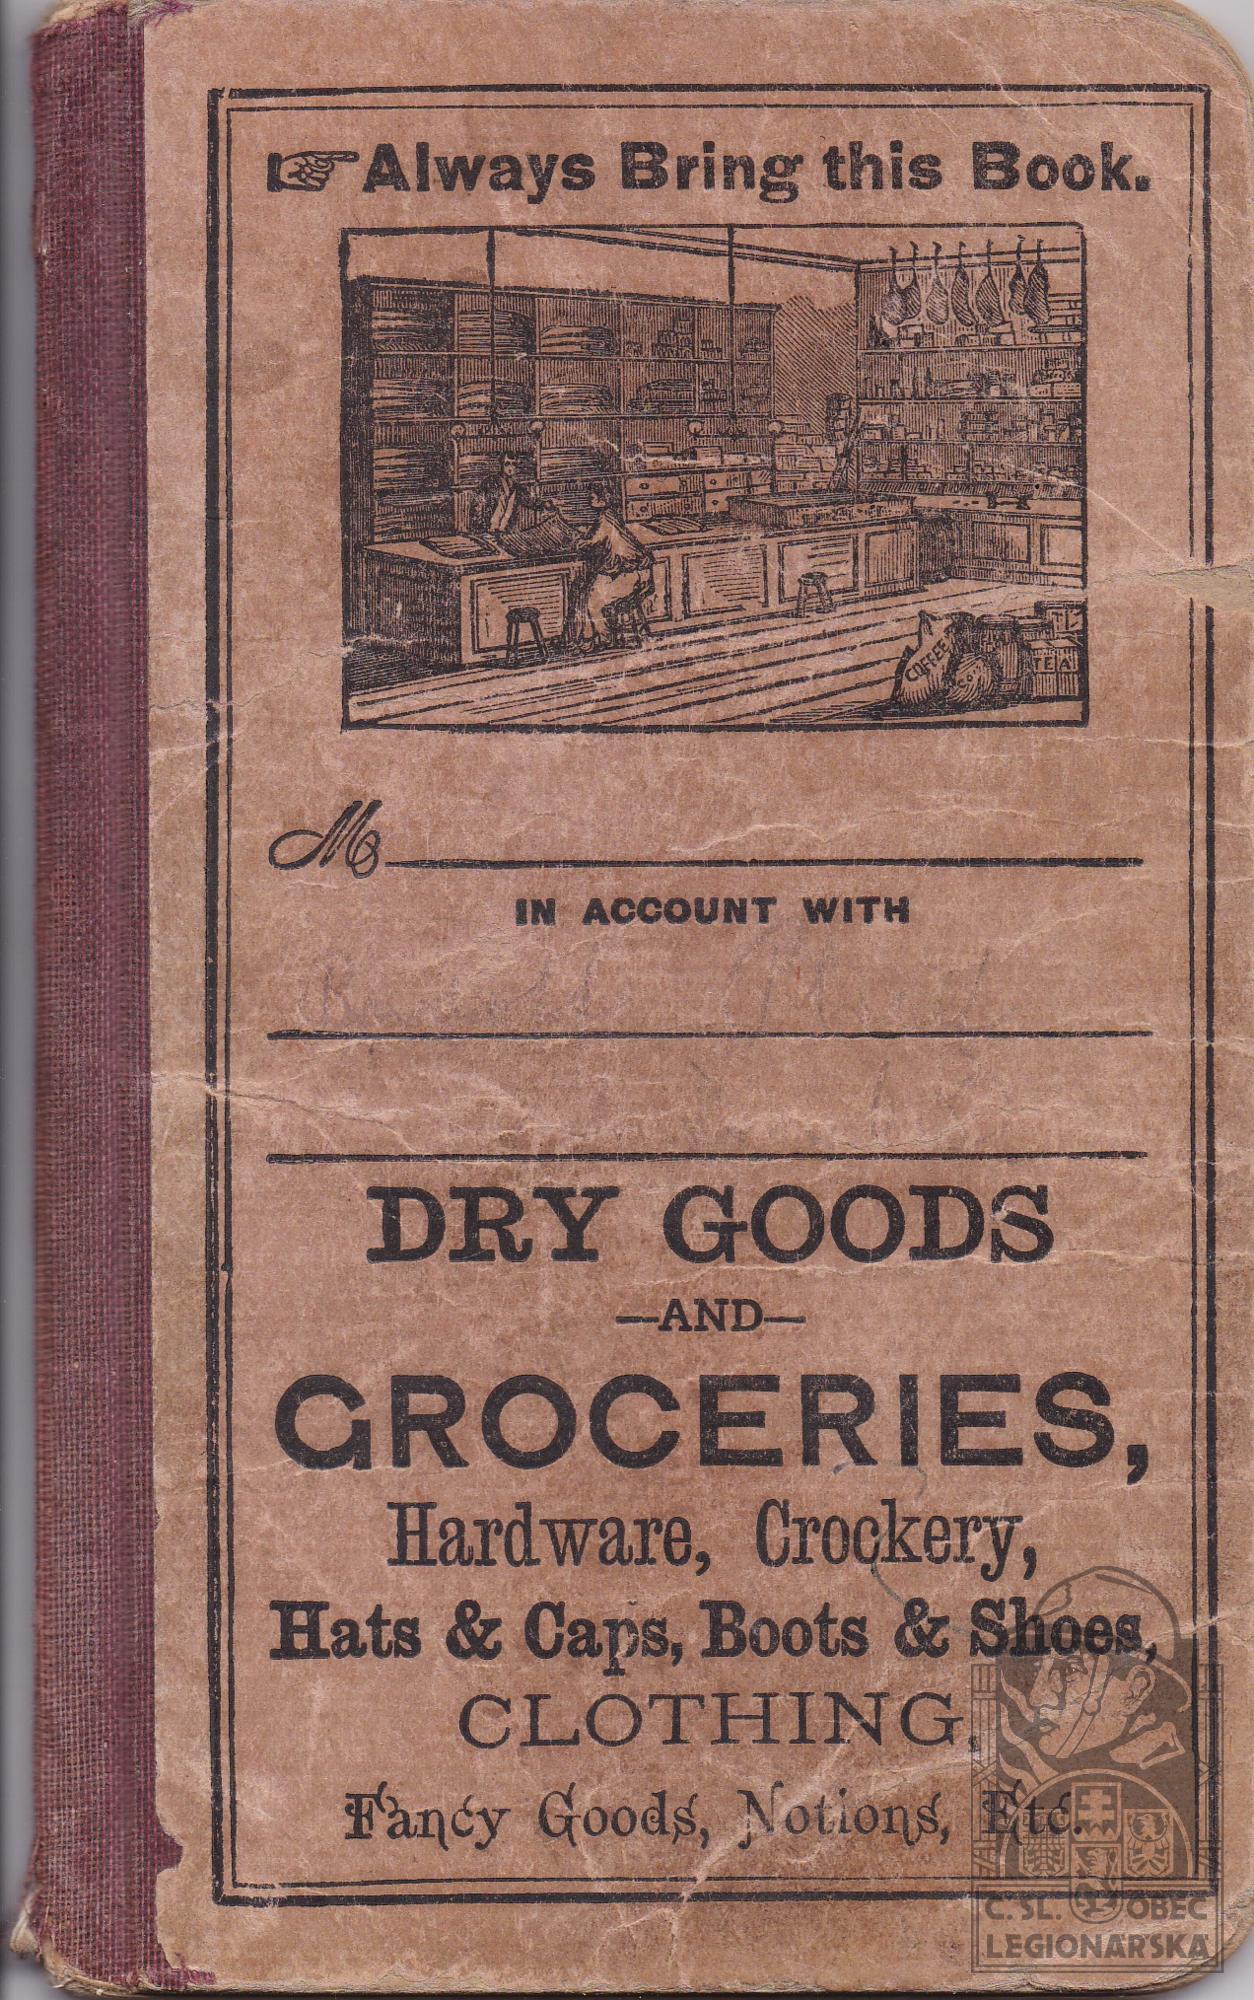 ☞Always Bring this Book.
COFFEE
TEA
M
IN ACCOUNT WITH
DRY GOODS
—AND—
GROCERIES,
Hardware, Crockery,
Hats & Caps, Boots & Shoes,
CLOTHING,
Fancy Goods, Notions, Etc.
Č. SL. OBEC
LEGIONÁŘSKÁ